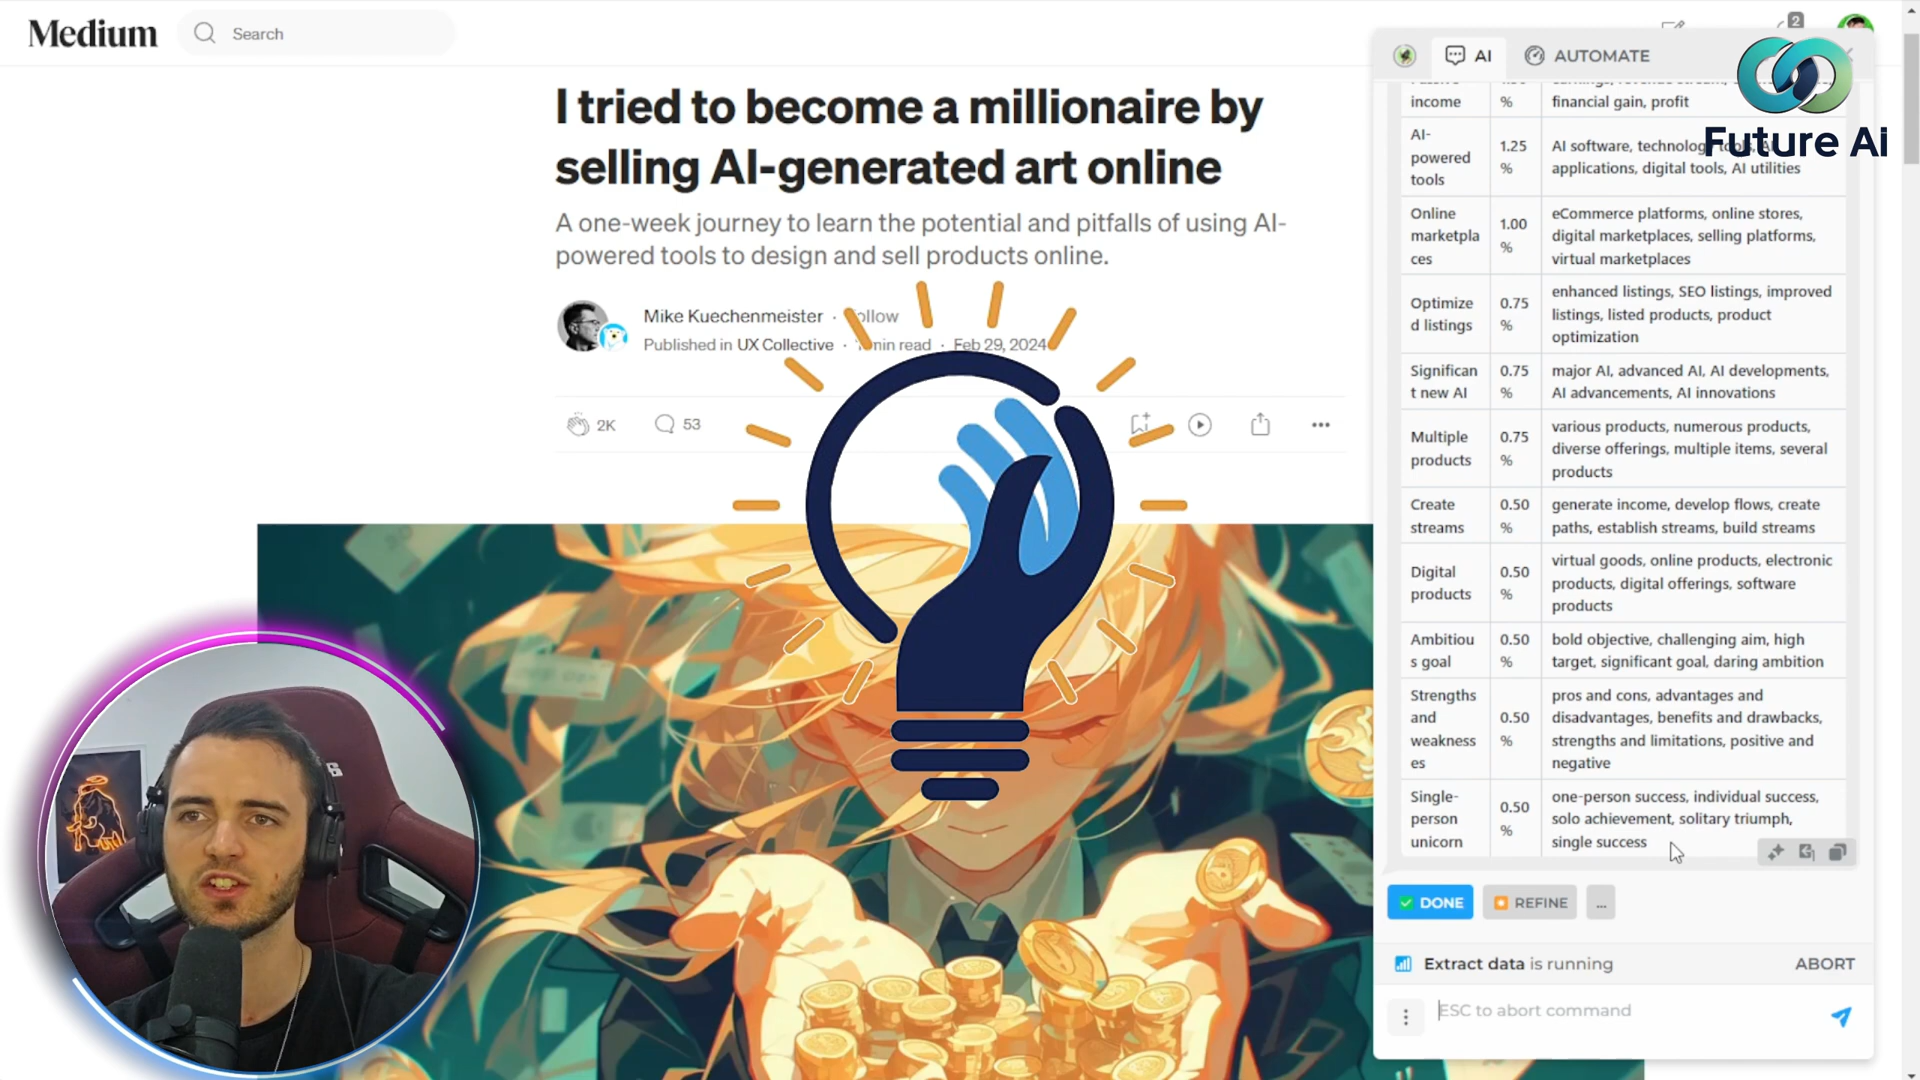 Medium
Search
2
I tried to become a millionaire by
selling AI-generated art online
A one-week journey to learn the potential and pitfalls of using AI-
powered tools to design and sell products online.
Mike Kuechenmeister ·
Published in UX Collective · min read · Feb 29, 2024
2K
53
AI
AUTOMATE
Future Ai
income
%
financial gain, profit
AI-
powered
tools
1.25
%
AI software, technology tools, AI
applications, digital tools, AI utilities
Online
marketpla
ces
1.00
%
eCommerce platforms, online stores,
digital marketplaces, selling platforms,
virtual marketplaces
Optimize
d listings
0.75
%
enhanced listings, SEO listings, improved
listings, listed products, product
optimization
Significan
t new AI
0.75
%
major AI, advanced AI, AI developments,
AI advancements, AI innovations
Multiple
products
0.75
%
various products, numerous products,
diverse offerings, multiple items, several
products
Create
streams
0.50
%
generate income, develop flows, create
paths, establish streams, build streams
Digital
products
0.50
%
virtual goods, online products, electronic
products, digital offerings, software
products
Ambitiou
s goal
0.50
%
bold objective, challenging aim, high
target, significant goal, daring ambition
Strengths
and
weakness
es
0.50
%
pros and cons, advantages and
disadvantages, benefits and drawbacks,
strengths and limitations, positive and
negative
Single-
person
unicorn
0.50
%
one-person success, individual success,
solo achievement, solitary triumph,
single success
DONE
REFINE
...
Extract data is running
ABORT
ESC to abort command